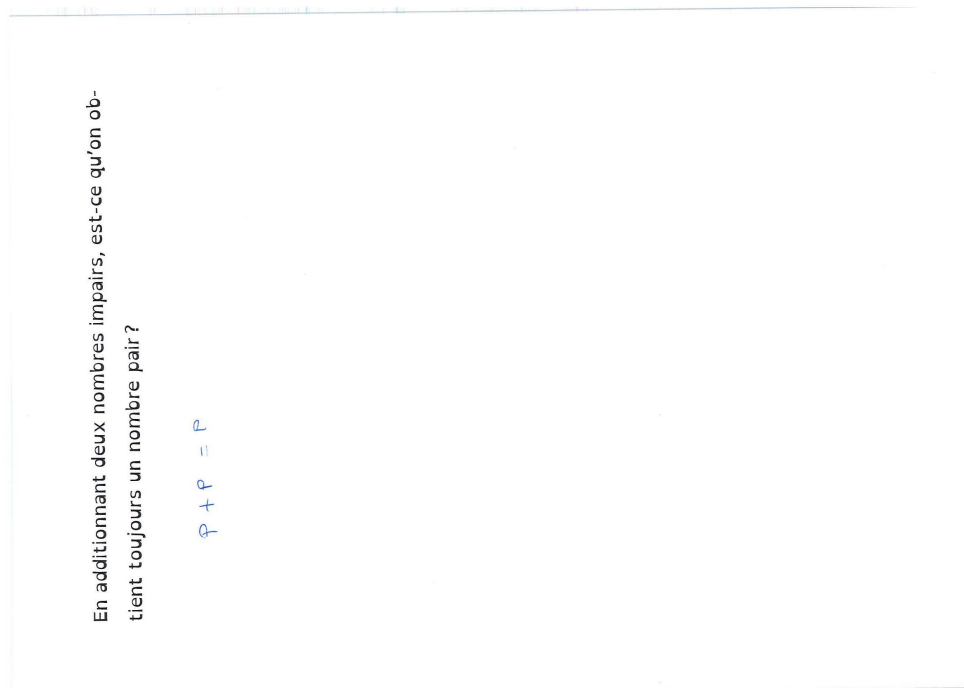 En additionnant deux nombres impairs, est-ce qu'on ob-
tient toujours un nombre pair ?
P + P = P